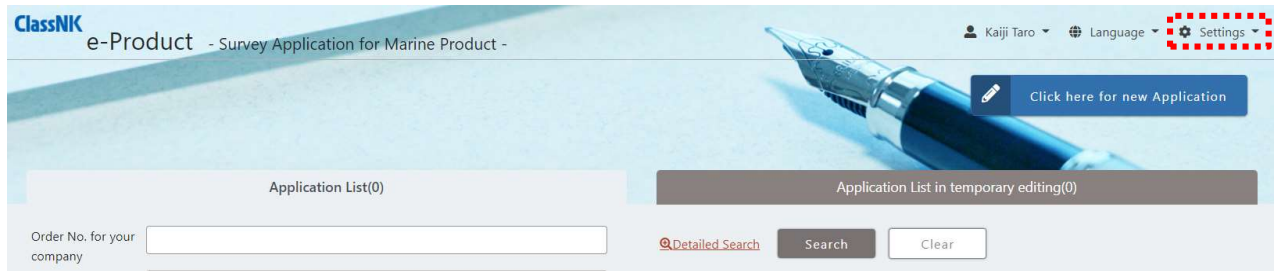 ClassNK
e-Product - Survey Application for Marine Product -
Kaiji Taro Language Settings
Click here for new Application
Application List(0) Application List in temporary editing(0)
Order No. for your
company
Detailed Search Search Clear